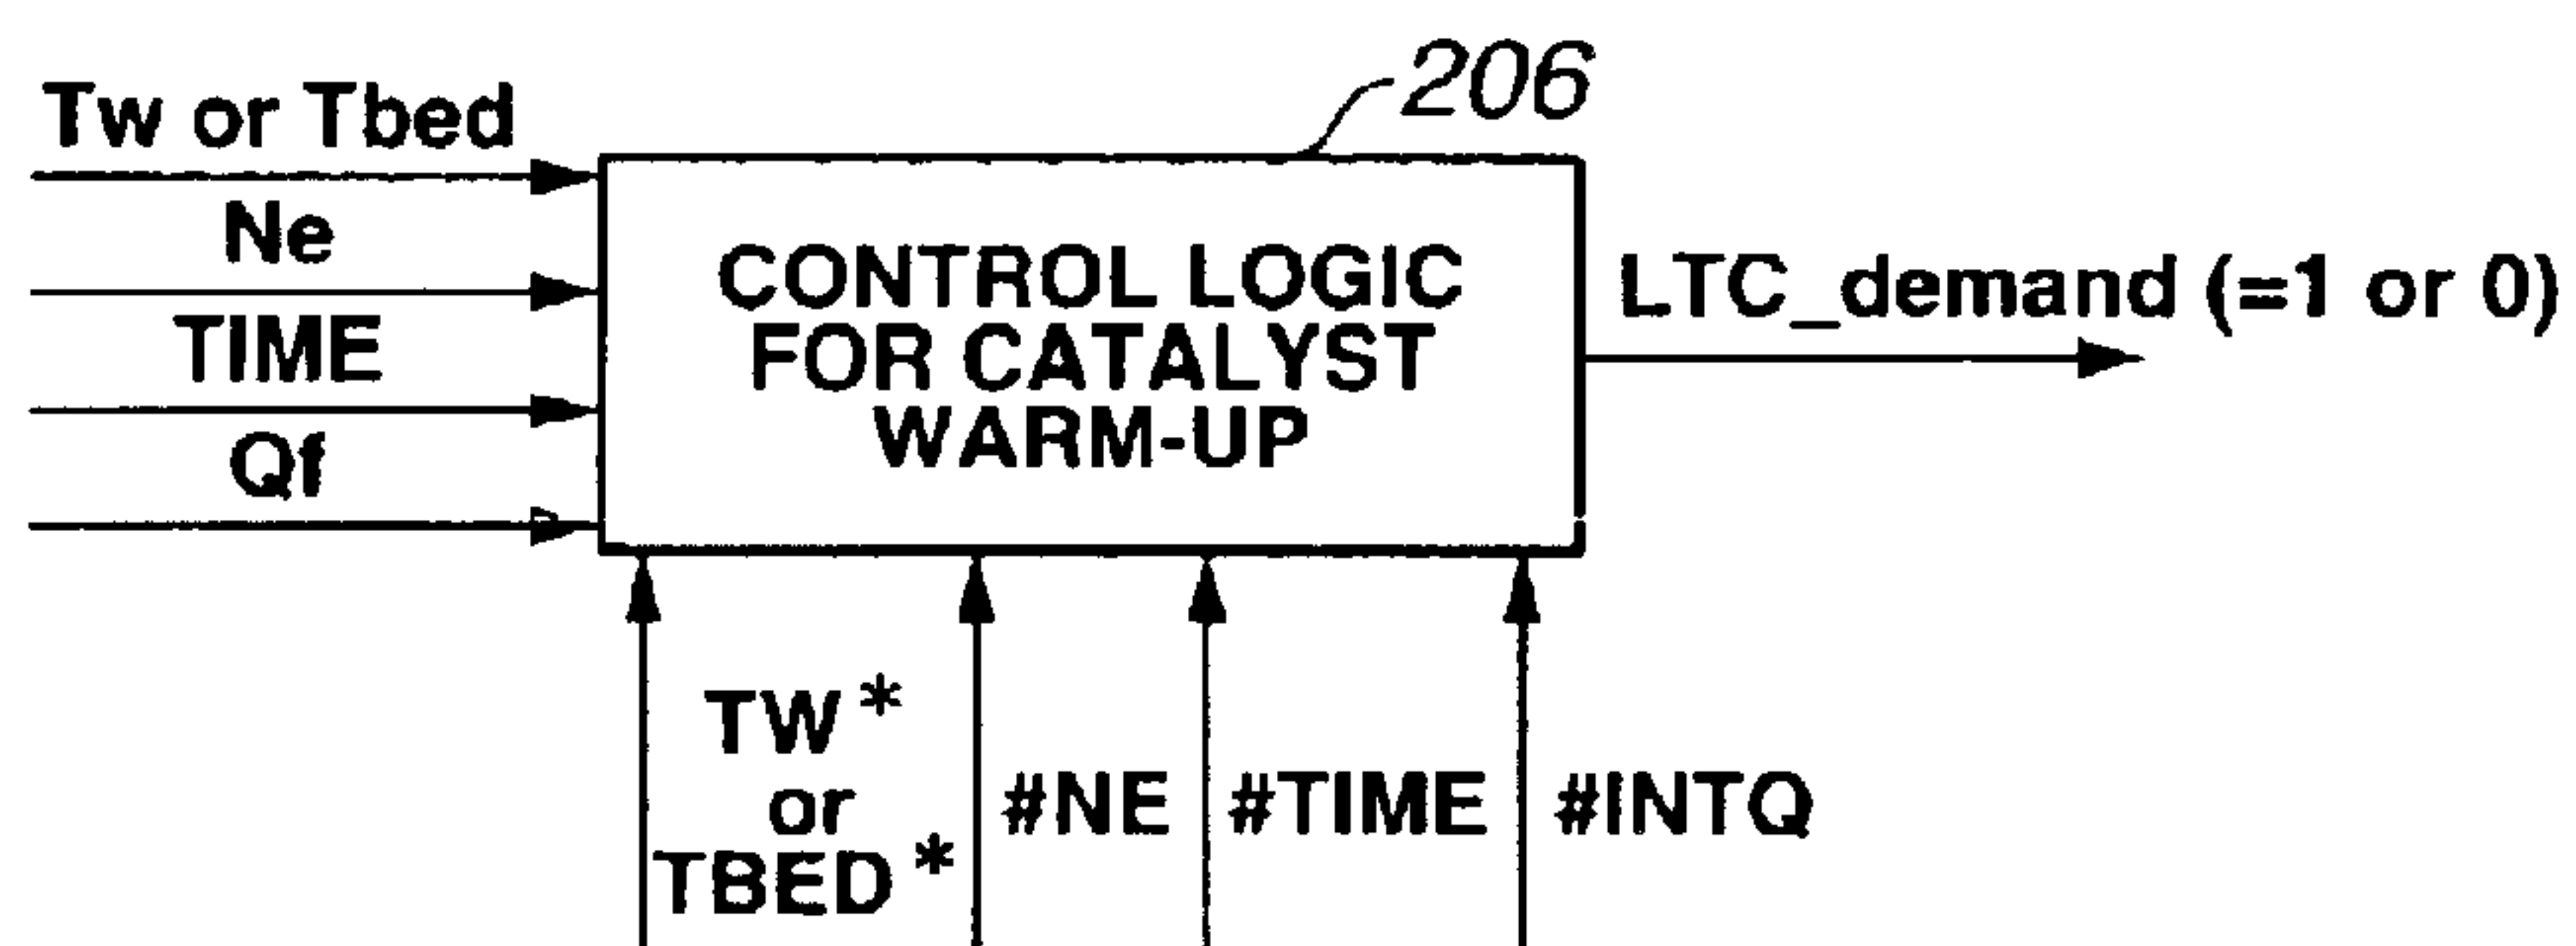 206
Tw or Tbed
Ne
TIME
Qf
CONTROL LOGIC
FOR CATALYST
WARM-UP
LTC_demand (=1 or 0)
TW*
or
TBED*
#NE
#TIME
#INTQ